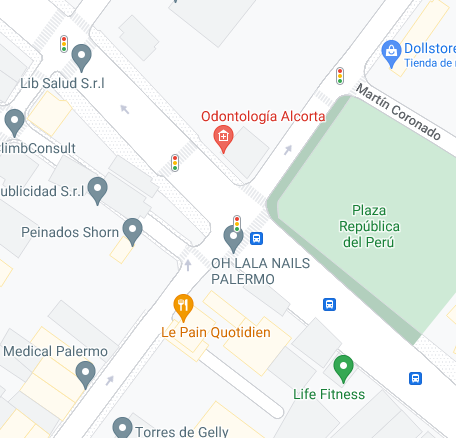 Dollstore
Tienda de
Lib Salud S.r.l
Martín Coronado
Odontología Alcorta
ClimbConsult
ublicidad S.r.l
Plaza
República
del Perú
Peinados Shorn
OH LALA NAILS
PALERMO
Le Pain Quotidien
Medical Palermo
Life Fitness
Torres de Gelly